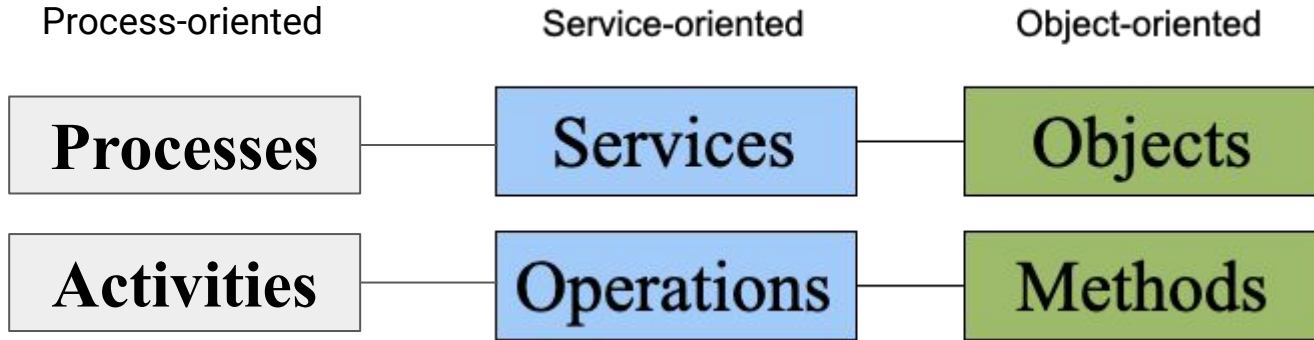 Process-oriented
Service-oriented
Object-oriented
Processes
Services
Objects
Activities
Operations
Methods